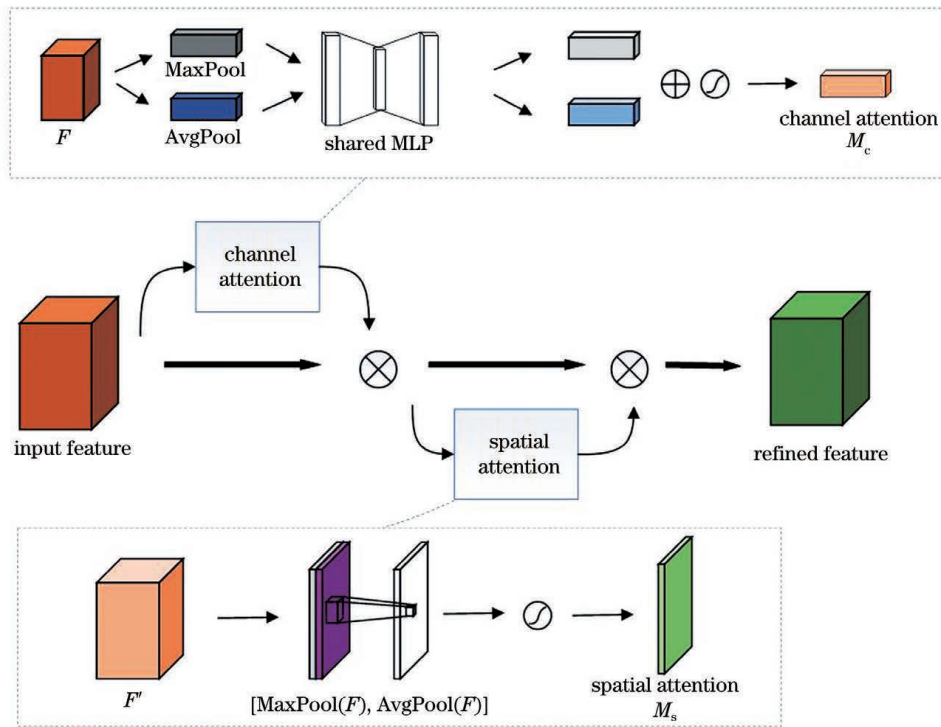 MaxPool
F
AvgPool
shared MLP
channel attention
Mc
channel
attention
input feature
spatial
attention
refined feature
F′
[MaxPool(F), AvgPool(F)]
spatial attention
Ms